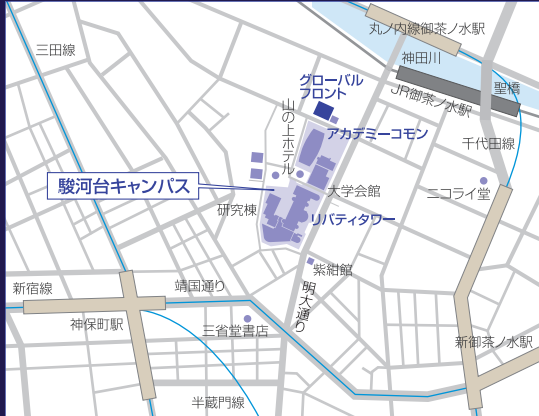 丸ノ内線御茶ノ水駅
三田線
神田川
グローバル
フロント
聖橋
JR御茶ノ水駅
山の上ホテル
アカデミーコモン
千代田線
駿河台キャンパス
大学会館
ニコライ堂
研究棟
リバティタワー
紫紺館
新宿線
靖国通り
明大通り
神保町駅
三省堂書店
新御茶ノ水駅
半蔵門線